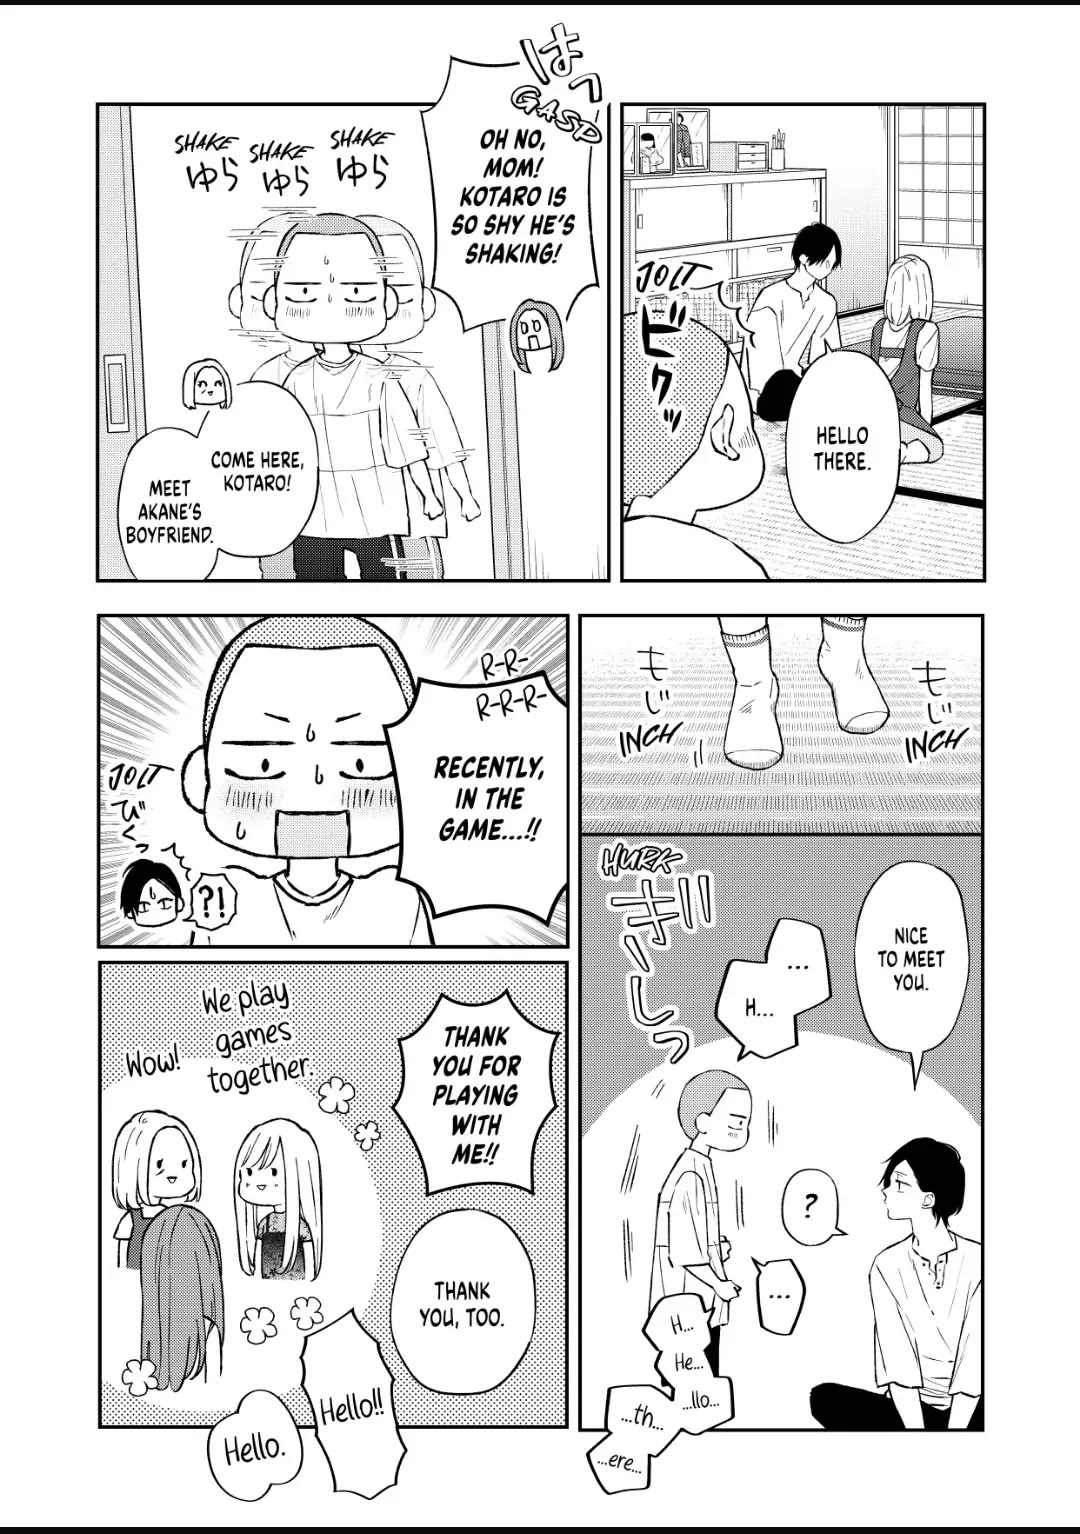 HELLO
THERE.
JOLT
ビクッ
はっ
GASP
OH NO,
MOM!
KOTARO IS
SO SHY HE'S
SHAKING!
SHAKE
ゆら
SHAKE
ゆら
SHAKE
ゆら
COME HERE,
KOTARO!
MEET
AKANE'S
BOYFRIEND.
もじ
INCH
もじ
INCH
NICE
TO MEET
YOU.
HURK
ぎしっ
...
H...
?
...
H...
He...
...llo...
...th...
...ere...
R-R-
R-R-R-
RECENTLY,
IN THE
GAME...!!
JOLT
びくっ
?!
THANK
YOU FOR
PLAYING
WITH
ME!!
We play
games
together.
Wow!
THANK
YOU, TOO.
Hello!!
Hello.